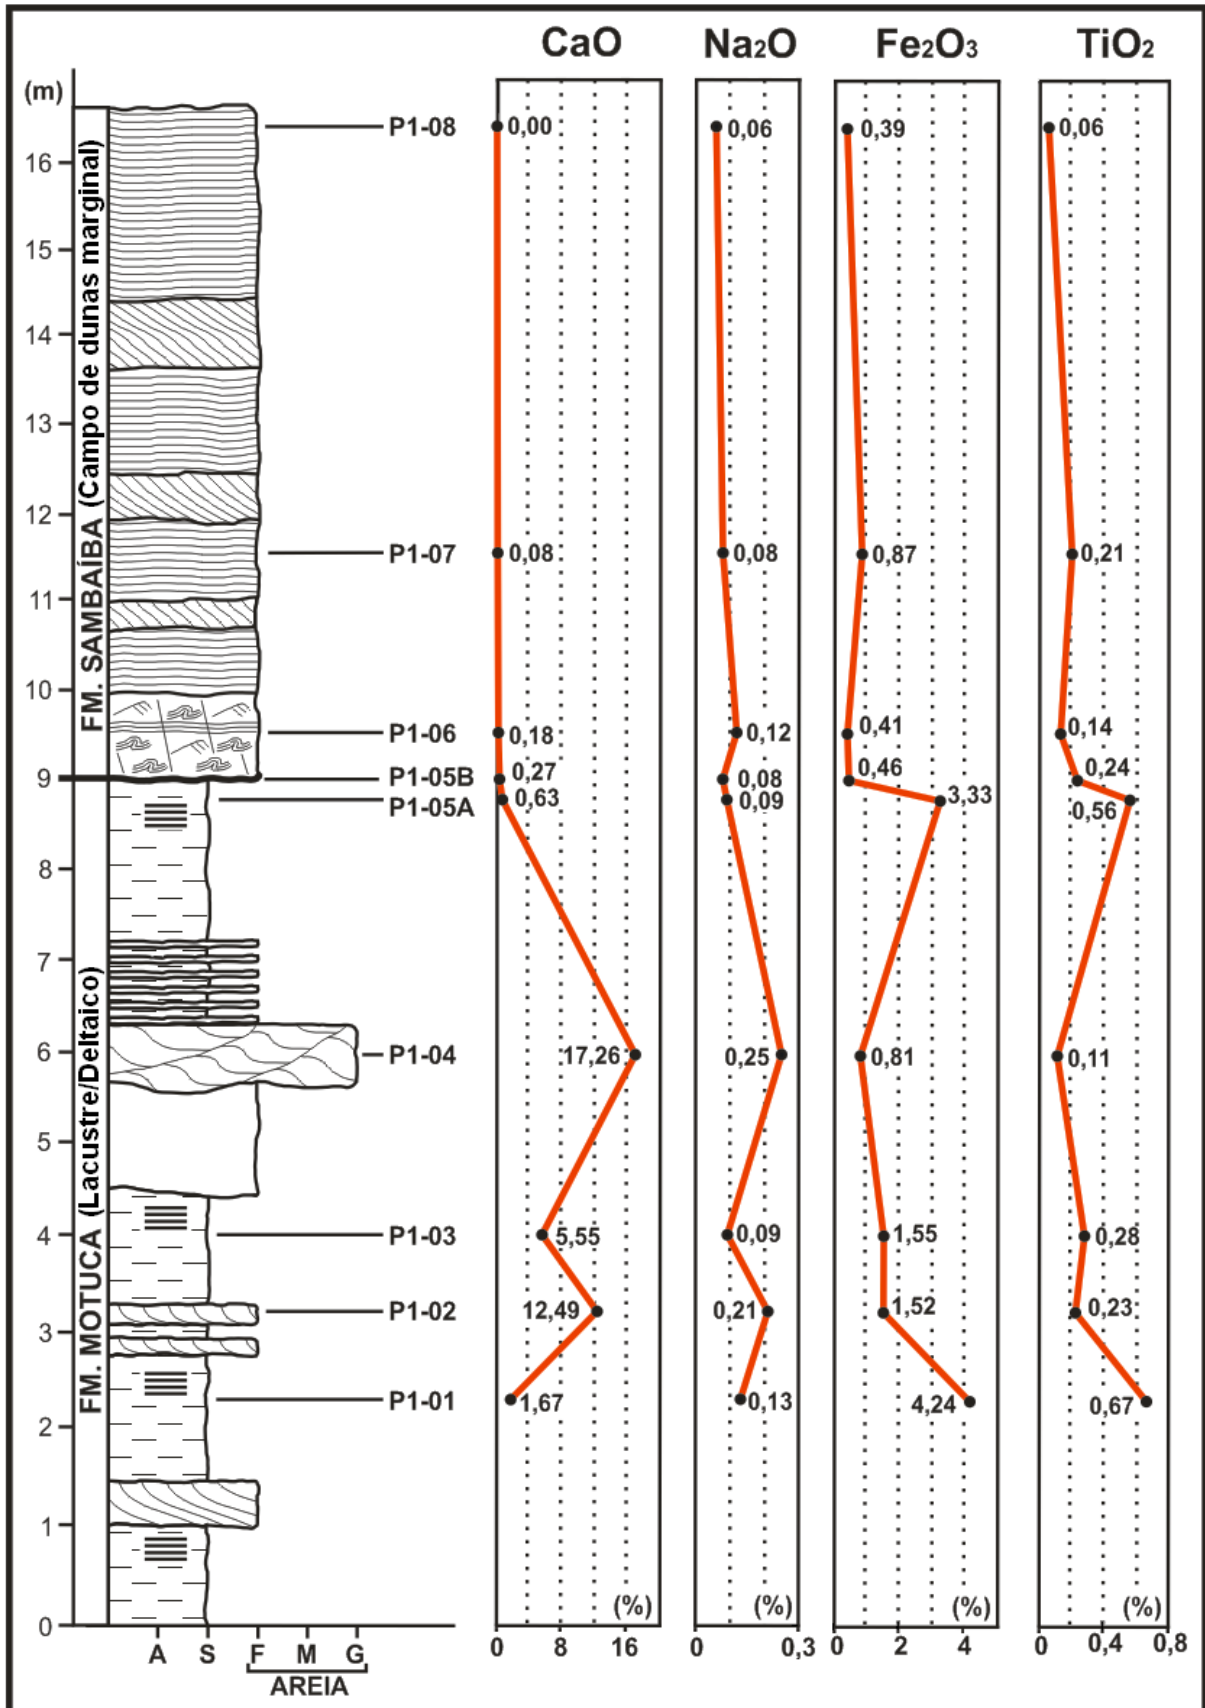 CaO Na₂O Fe₂O₃ TiO₂
(m)
P1-08 0,00 0,06 0,39 0,06
16
15
14
13
12
P1-07 0,08 0,08 0,87 0,21
11
10
P1-06 0,18 0,12 0,41 0,14
9 P1-05B 0,27 0,08 0,46 0,24
P1-05A 0,63 0,09 3,33 0,56
8
7
6 P1-04 17,26 0,25 0,81 0,11
5
4 P1-03 5,55 0,09 1,55 0,28
P1-02 12,49 0,21 1,52 0,23
3
P1-01 1,67 0,13 4,24 0,67
2
1
0
FM. SAMBAÍBA (Campo de dunas marginal)
FM. MOTUCA (Lacustre/Deltaico)
(%) (%) (%) (%)
A S F M G
AREIA
0 8 16 0 0,3 0 2 4 0 0,4 0,8